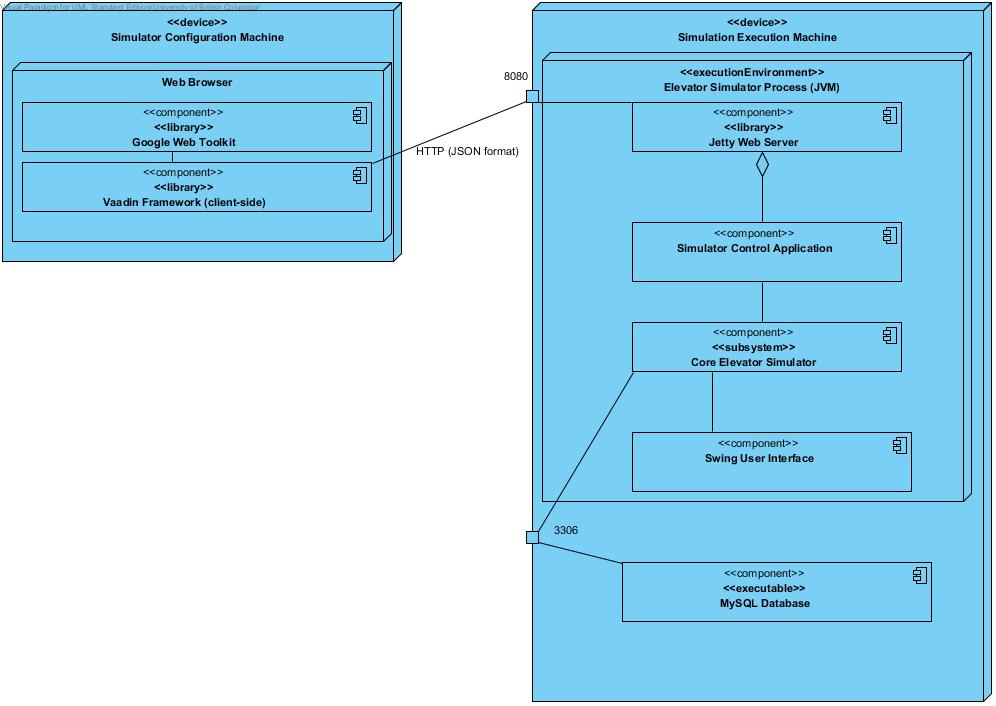 Visual Paradigm for UML Standard Edition(University of British Columbia)
<<device>>
Simulator Configuration Machine
Web Browser
<<component>>
<<library>>
Google Web Toolkit
<<component>>
<<library>>
Vaadin Framework (client-side)
HTTP (JSON format)
8080
<<device>>
Simulation Execution Machine
<<executionEnvironment>>
Elevator Simulator Process (JVM)
<<component>>
<<library>>
Jetty Web Server
<<component>>
Simulator Control Application
<<component>>
<<subsystem>>
Core Elevator Simulator
<<component>>
Swing User Interface
3306
<<component>>
<<executable>>
MySQL Database